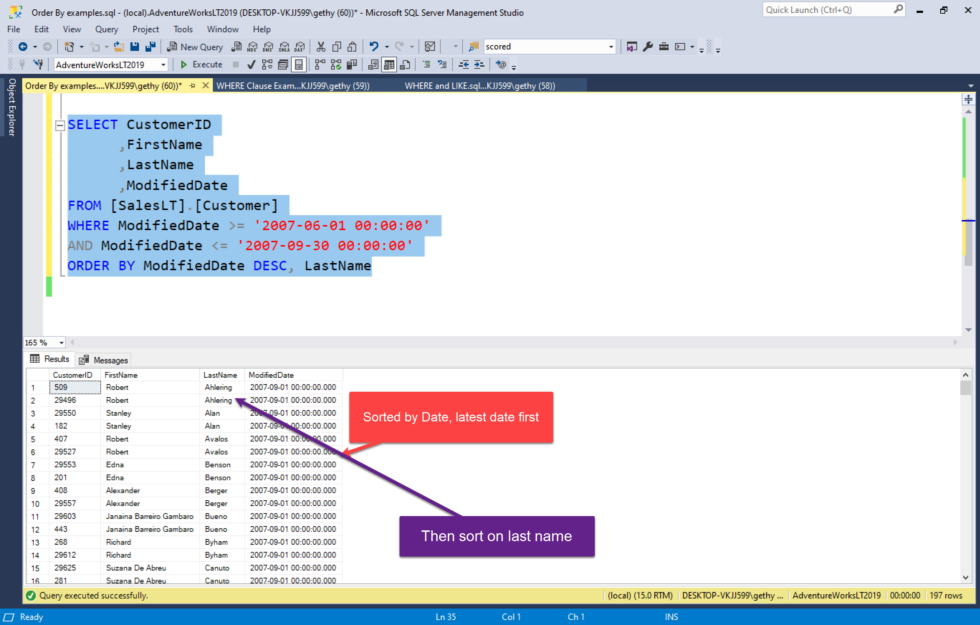 Order By examples.sql - (local).AdventureWorksLT2019 (DESKTOP-VKJJ599\gethy (60))* - Microsoft SQL Server Management Studio
Quick Launch (Ctrl+Q)
File Edit View Query Project Tools Window Help
New Query
scored
AdventureWorksLT2019
Execute
Object Explorer
Order By examples....VKJJ599\gethy (60))*
WHERE Clause Exam...KJJ599\gethy (59))
WHERE and LIKE.sql...KJJ599\gethy (58))
SELECT CustomerID
,FirstName
,LastName
,ModifiedDate
FROM [SalesLT].[Customer]
WHERE ModifiedDate >= '2007-06-01 00:00:00'
AND ModifiedDate <= '2007-09-30 00:00:00'
ORDER BY ModifiedDate DESC, LastName
165 %
Results Messages
CustomerID FirstName LastName ModifiedDate
1 509 Robert Ahlering 2007-09-01 00:00:00.000
2 29496 Robert Ahlering 2007-09-01 00:00:00.000
3 29550 Stanley Alan 2007-09-01 00:00:00.000
4 182 Stanley Alan 2007-09-01 00:00:00.000
5 407 Robert Avalos 2007-09-01 00:00:00.000
6 29527 Robert Avalos 2007-09-01 00:00:00.000
7 29553 Edna Benson 2007-09-01 00:00:00.000
8 201 Edna Benson 2007-09-01 00:00:00.000
9 408 Alexander Berger 2007-09-01 00:00:00.000
10 29557 Alexander Berger 2007-09-01 00:00:00.000
11 29603 Janaina Barreiro Gambaro Bueno 2007-09-01 00:00:00.000
12 443 Janaina Barreiro Gambaro Bueno 2007-09-01 00:00:00.000
13 268 Richard Byham 2007-09-01 00:00:00.000
14 29612 Richard Byham 2007-09-01 00:00:00.000
15 29625 Suzana De Abreu Canuto 2007-09-01 00:00:00.000
16 281 Suzana De Abreu Canuto 2007-09-01 00:00:00.000
Sorted by Date, latest date first
Then sort on last name
Query executed successfully.
(local) (15.0 RTM) DESKTOP-VKJJ599\gethy ... AdventureWorksLT2019 00:00:00 197 rows
Ready Ln 35 Col 1 Ch 1 INS